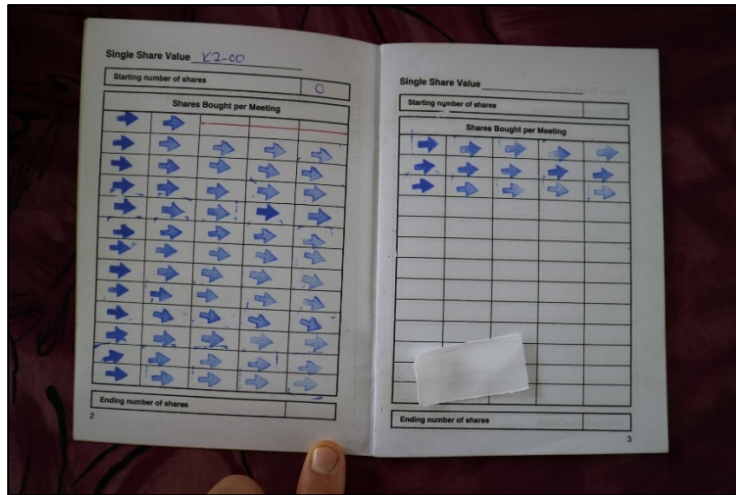 Single Share Value K2-00
Starting number of shares 0
Shares Bought per Meeting
Ending number of shares
2
Single Share Value
Starting number of shares
Shares Bought per Meeting
Ending number of shares
3